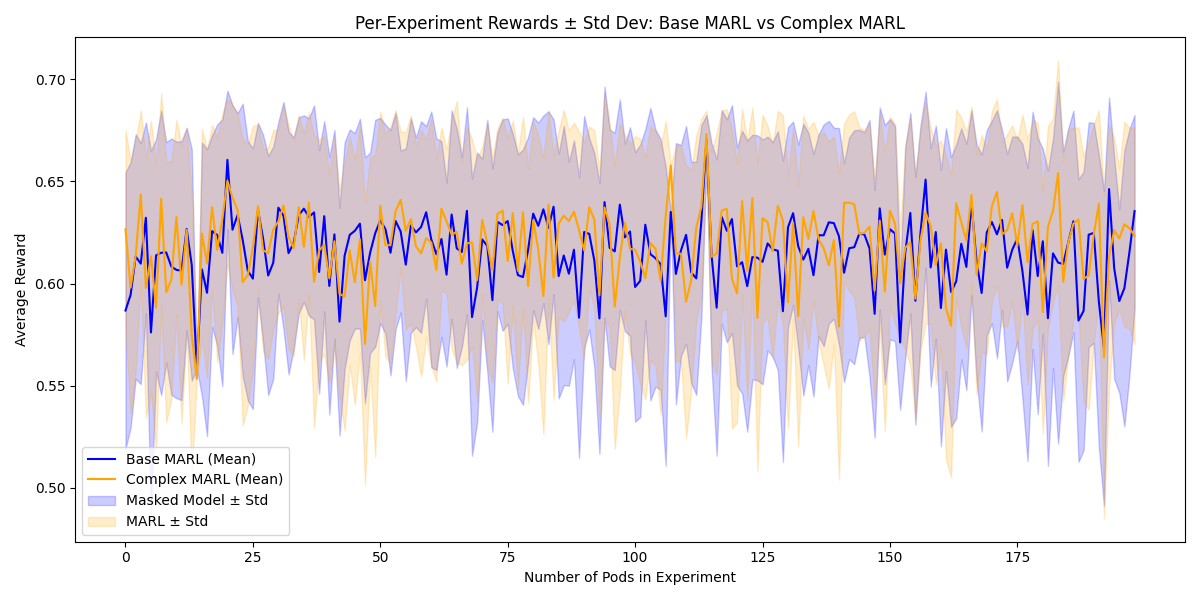 Per-Experiment Rewards ± Std Dev: Base MARL vs Complex MARL
0.70
0.65
0.60
0.55
0.50
Average Reward
Base MARL (Mean)
Complex MARL (Mean)
Masked Model ± Std
MARL ± Std
0 25 50 75 100 125 150 175
Number of Pods in Experiment